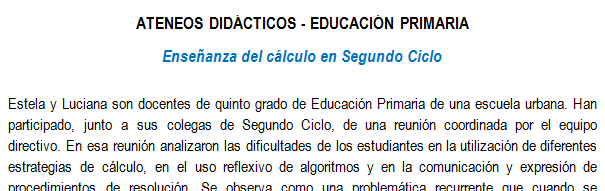 ATENEOS DIDÁCTICOS - EDUCACIÓN PRIMARIA
Enseñanza del cálculo en Segundo Ciclo
Estela y Luciana son docentes de quinto grado de Educación Primaria de una escuela urbana. Han
participado, junto a sus colegas de Segundo Ciclo, de una reunión coordinada por el equipo
directivo. En esa reunión analizaron las dificultades de los estudiantes en la utilización de diferentes
estrategias de cálculo, en el uso reflexivo de algoritmos y en la comunicación y expresión de
procedimientos de resolución. Se observa como una problemática recurrente que cuando se